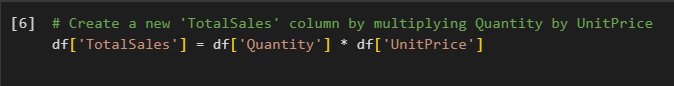 [6] # Create a new 'TotalSales' column by multiplying Quantity by UnitPrice
df['TotalSales'] = df['Quantity'] * df['UnitPrice']